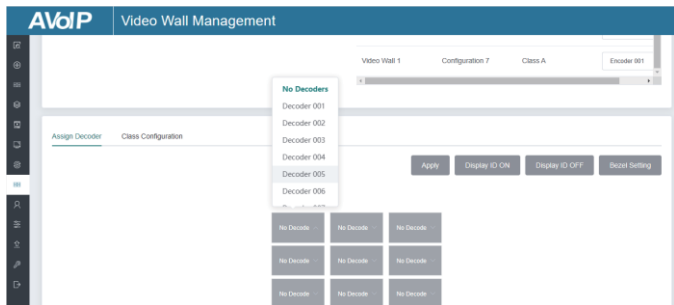 AVoIP Video Wall Management
Video Wall 1 Configuration 7 Class A Encoder 001
No Decoders
Decoder 001
Decoder 002
Decoder 003
Decoder 004
Decoder 005
Decoder 006
Assign Decoder Class Configuration
Apply Display ID ON Display ID OFF Bezel Setting
No Decode No Decode No Decode
No Decode No Decode No Decode
No Decode No Decode No Decode